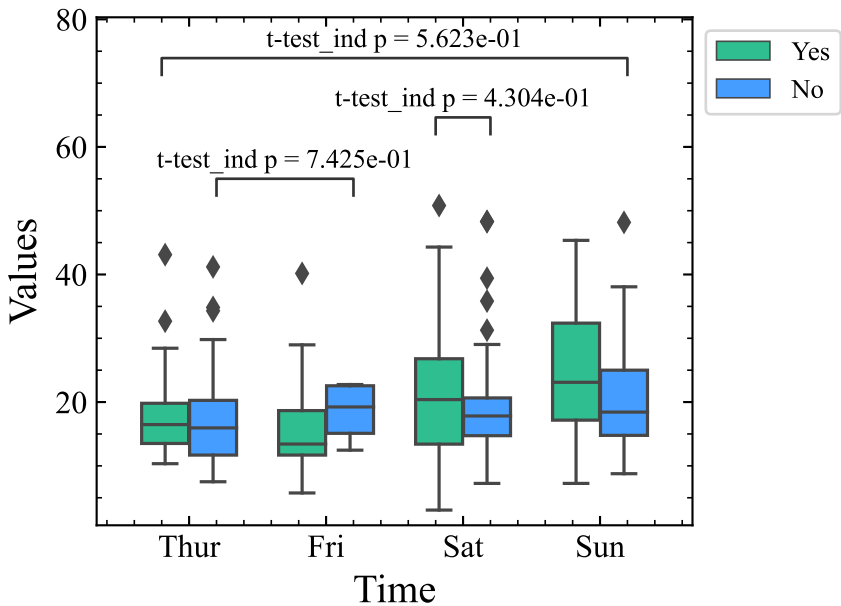 80
t-test_ind p = 5.623e-01
Yes
No
t-test_ind p = 4.304e-01
60
t-test_ind p = 7.425e-01
Values
40
20
Thur Fri Sat Sun
Time